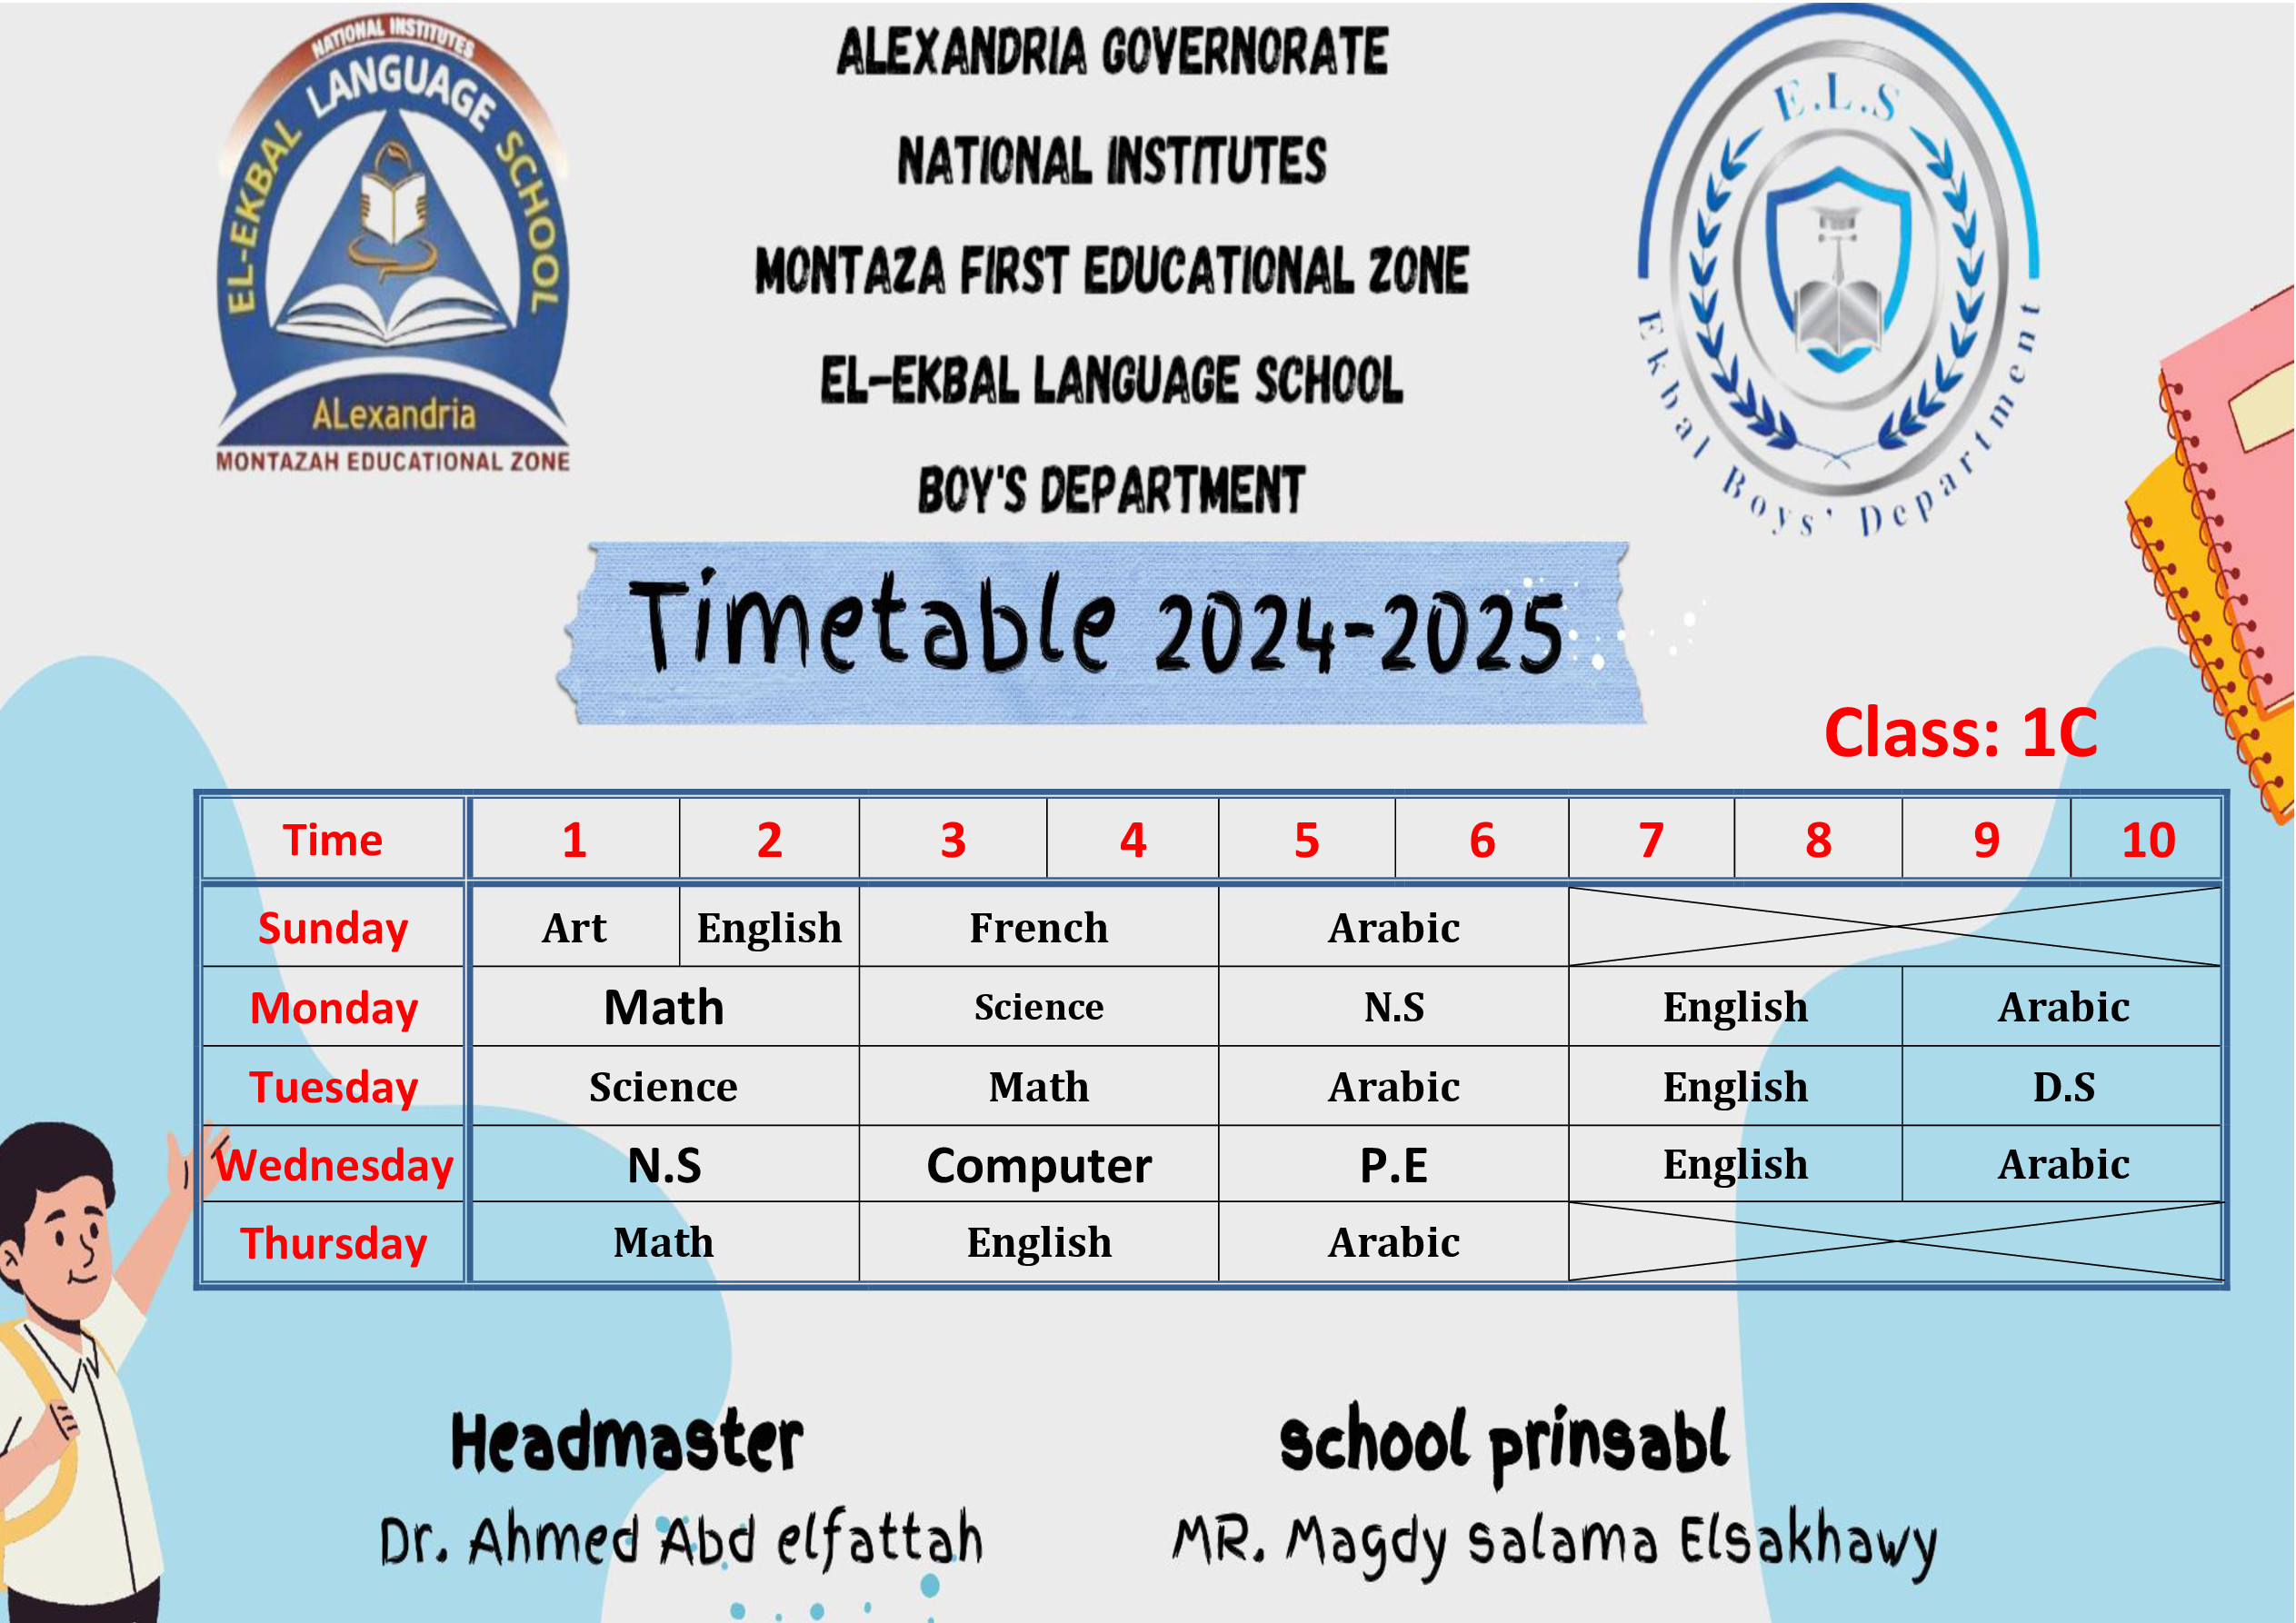 NATIONAL INSTITUTES
EL-EKBAL LANGUAGE SCHOOL
ALexandria
MONTAZAH EDUCATIONAL ZONE
ALEXANDRIA GOVERNORATE
NATIONAL INSTITUTES
MONTAZA FIRST EDUCATIONAL ZONE
EL-EKBAL LANGUAGE SCHOOL
BOY'S DEPARTMENT
E.L.S
Ekbal Boys' Department
Timetable 2024-2025
Class: 1C
Time 1 2 3 4 5 6 7 8 9 10
Sunday Art English French Arabic
Monday Math Science N.S English Arabic
Tuesday Science Math Arabic English D.S
Wednesday N.S Computer P.E English Arabic
Thursday Math English Arabic
Headmaster school prinsabl
Dr. Ahmed Abd elfattah MR. Magdy Salama Elsakhawy